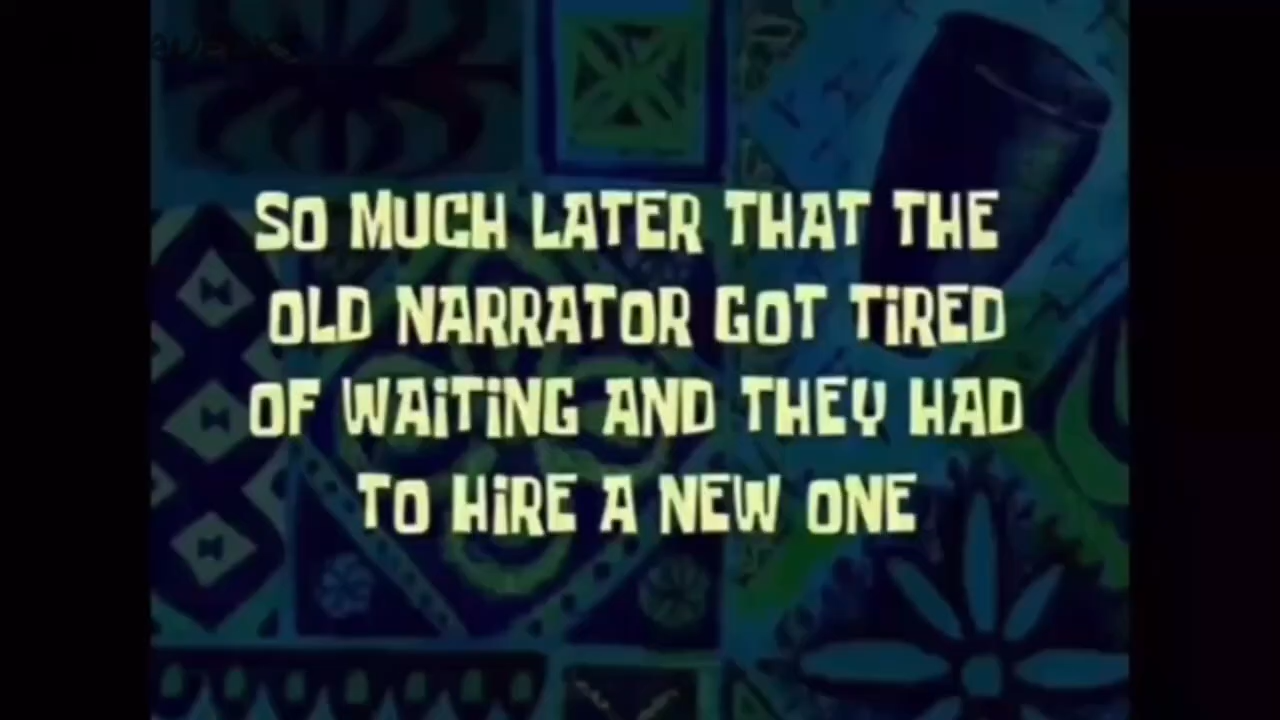 SO MUCH LATER THAT THE
OLD NARRATOR GOT TiRED
OF WAiTiNG AND THEY HAD
TO HiRE A NEW ONE